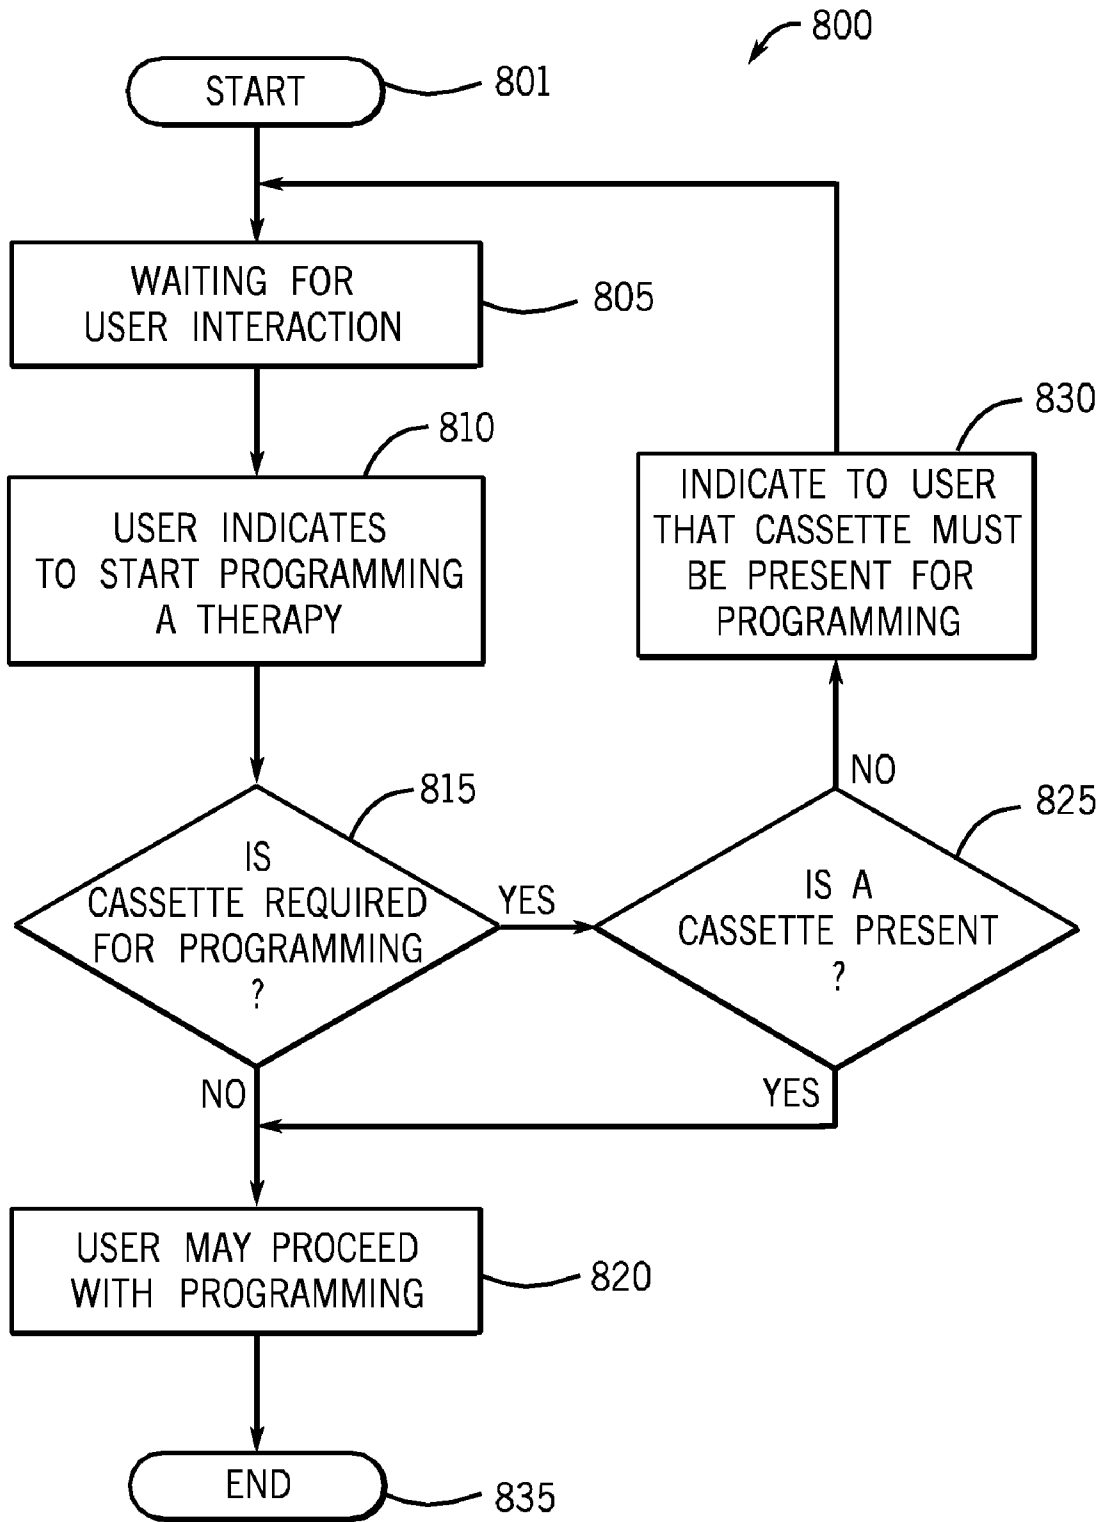 800
START
801
WAITING FOR
USER INTERACTION
805
810
USER INDICATES
TO START PROGRAMMING
A THERAPY
830
INDICATE TO USER
THAT CASSETTE MUST
BE PRESENT FOR
PROGRAMMING
815
IS
CASSETTE REQUIRED
FOR PROGRAMMING
?
YES
NO
825
IS A
CASSETTE PRESENT
?
NO
YES
USER MAY PROCEED
WITH PROGRAMMING
820
END
835